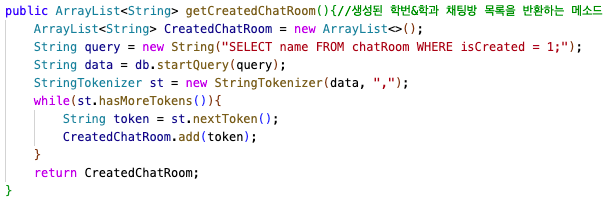 public ArrayList<String> getCreatedChatRoom(){//생성된 학번&학과 채팅방 목록을 반환하는 메소드
    ArrayList<String> CreatedChatRoom = new ArrayList<>();
    String query = new String("SELECT name FROM chatRoom WHERE isCreated = 1;");
    String data = db.startQuery(query);
    StringTokenizer st = new StringTokenizer(data, ",");
    while(st.hasMoreTokens()){
        String token = st.nextToken();
        CreatedChatRoom.add(token);
    }
    return CreatedChatRoom;
}